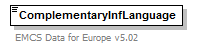 ComplementaryInfLanguage
EMCS Data for Europe v5.02